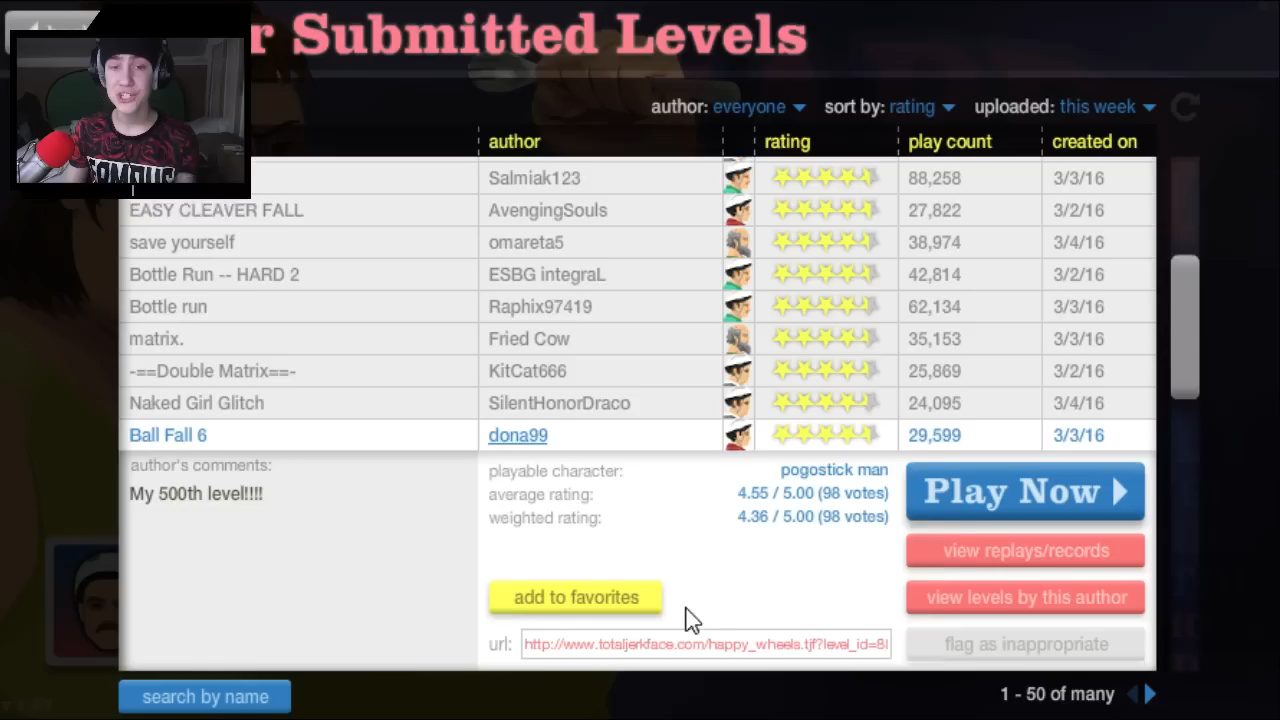 r Submitted Levels
author: everyone sort by: rating uploaded: this week
author rating play count created on
Salmiak123 88,258 3/3/16
EASY CLEAVER FALL AvengingSouls 27,822 3/2/16
save yourself omareta5 38,974 3/4/16
Bottle Run -- HARD 2 ESBG integraL 42,814 3/2/16
Bottle run Raphix97419 62,134 3/3/16
matrix. Fried Cow 35,153 3/3/16
-==Double Matrix==- KitCat666 25,869 3/2/16
Naked Girl Glitch SilentHonorDraco 24,095 3/4/16
Ball Fall 6 dona99 29,599 3/3/16
author's comments:
My 500th level!!!!
playable character: pogostick man
average rating: 4.55 / 5.00 (98 votes)
weighted rating: 4.36 / 5.00 (98 votes)
Play Now
view replays/records
add to favorites
view levels by this author
url: http://www.totaljerkface.com/happy_wheels.tjf?level_id=8
flag as inappropriate
search by name
1 - 50 of many